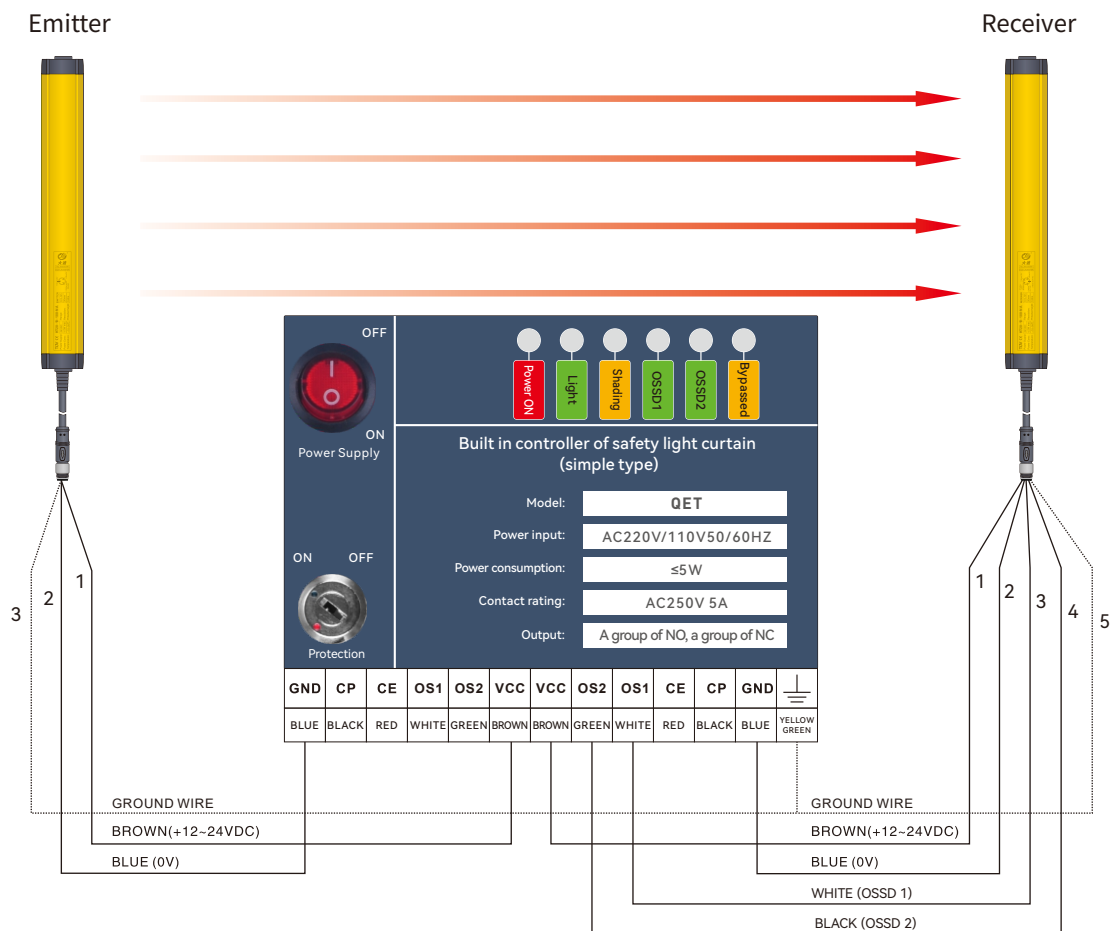 Emitter
Receiver
OFF
ON
Power Supply
Power ON
Light
Shading
OSSD1
OSSD2
Bypassed
Built in controller of safety light curtain
(simple type)
Model: QET
Power input: AC220V/110V50/60HZ
Power consumption: ≤5W
Contact rating: AC250V 5A
Output: A group of NO, a group of NC
ON OFF
Protection
3 2 1
1 2 3 4 5
GND CP CE OS1 OS2 VCC VCC OS2 OS1 CE CP GND
BLUE BLACK RED WHITE GREEN BROWN BROWN GREEN WHITE RED BLACK BLUE YELLOW
GREEN
GROUND WIRE GROUND WIRE
BROWN(+12~24VDC) BROWN(+12~24VDC)
BLUE (0V) BLUE (0V)
WHITE (OSSD 1)
BLACK (OSSD 2)